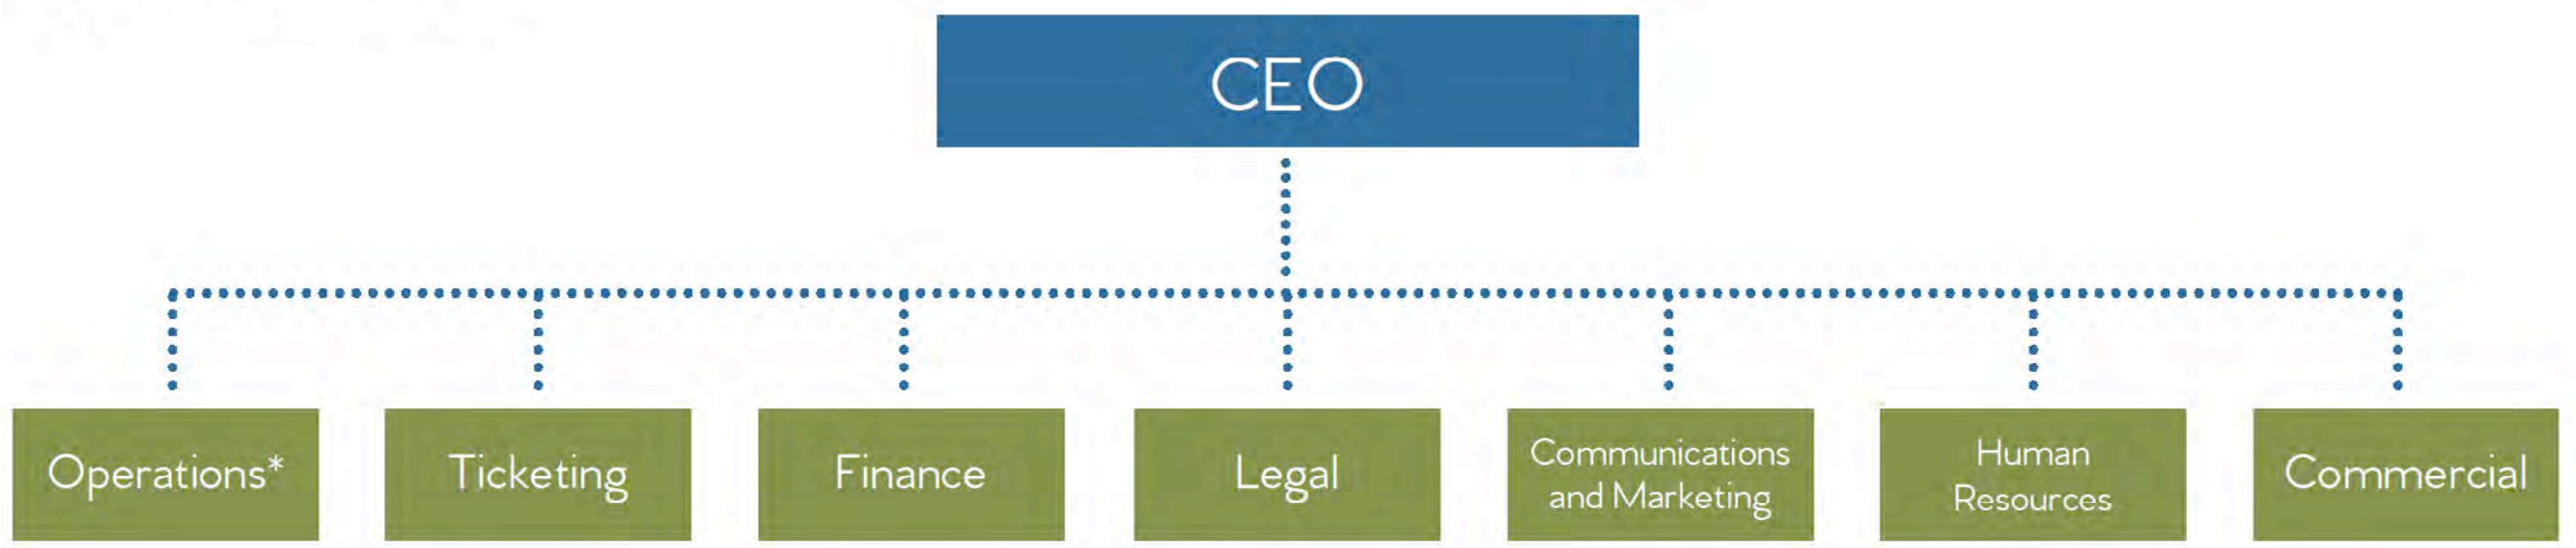 CEO
Operations*
Ticketing
Finance
Legal
Communications
and Marketing
Human
Resources
Commercial